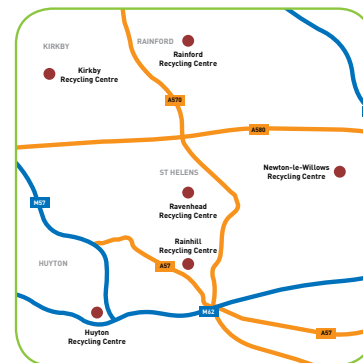 KIRKBY
RAINFORD
Rainford
Recycling Centre
Kirkby
Recycling Centre
A570
A580
ST HELENS
Newton-le-Willows
Recycling Centre
M57
Ravenhead
Recycling Centre
Rainhill
Recycling Centre
HUYTON
A57
M62
A57
Huyton
Recycling Centre